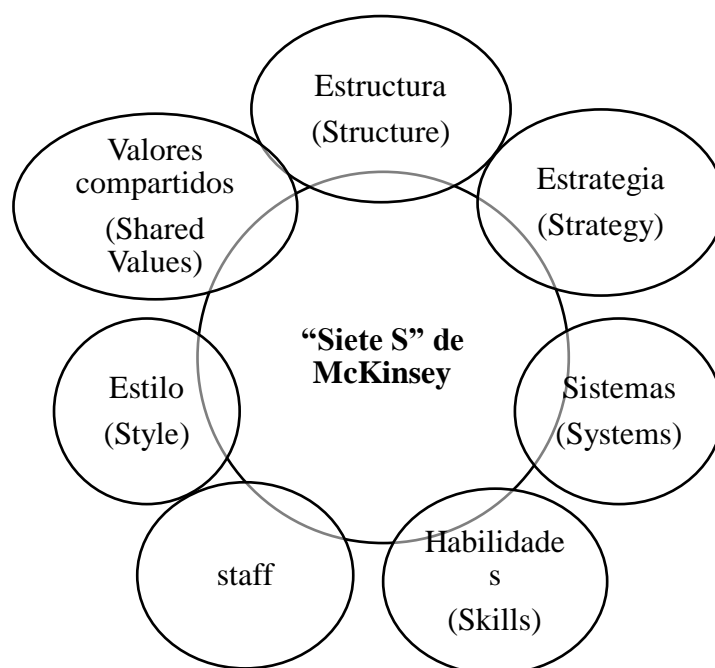 Estructura
(Structure)
Valores
compartidos
(Shared
Values)
Estrategia
(Strategy)
“Siete S” de
McKinsey
Estilo
(Style)
Sistemas
(Systems)
staff
Habilidade
s
(Skills)